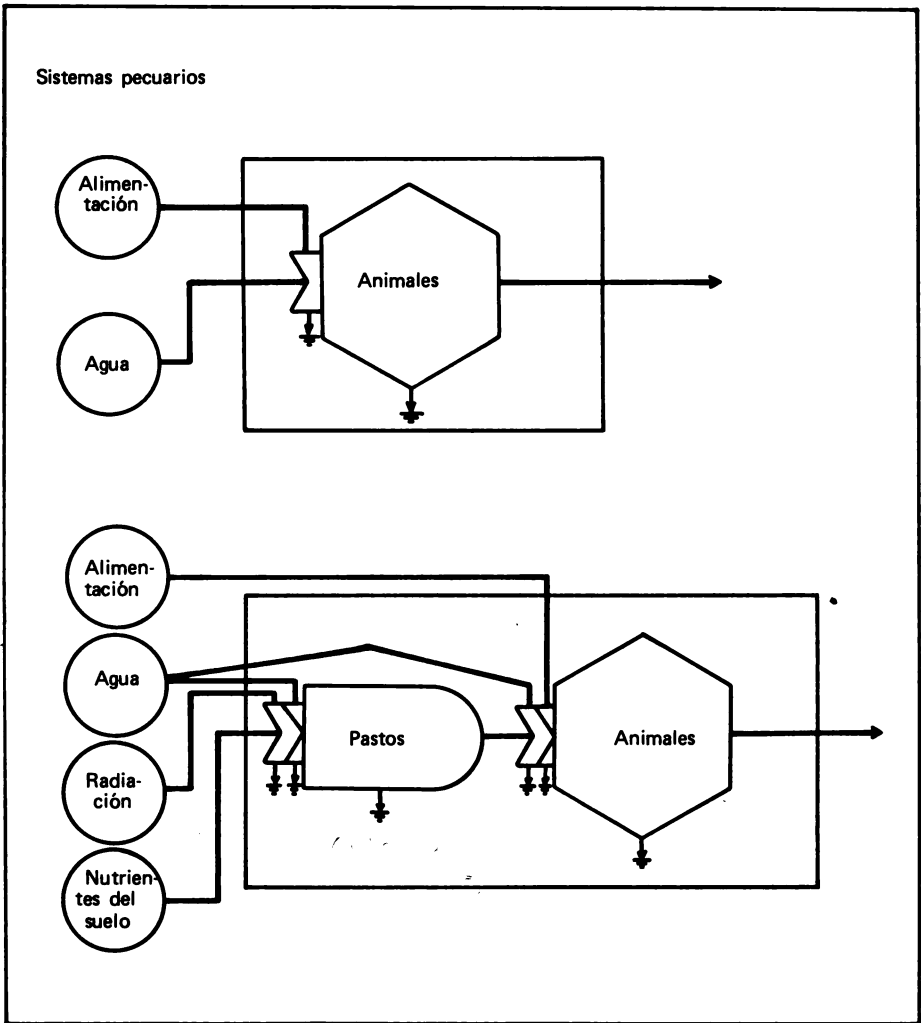 Sistemas pecuarios
Alimen-
tación
Animales
Agua
Alimen-
tación
Agua
Pastos
Animales
Radia-
ción
Nutrien-
tes del
suelo